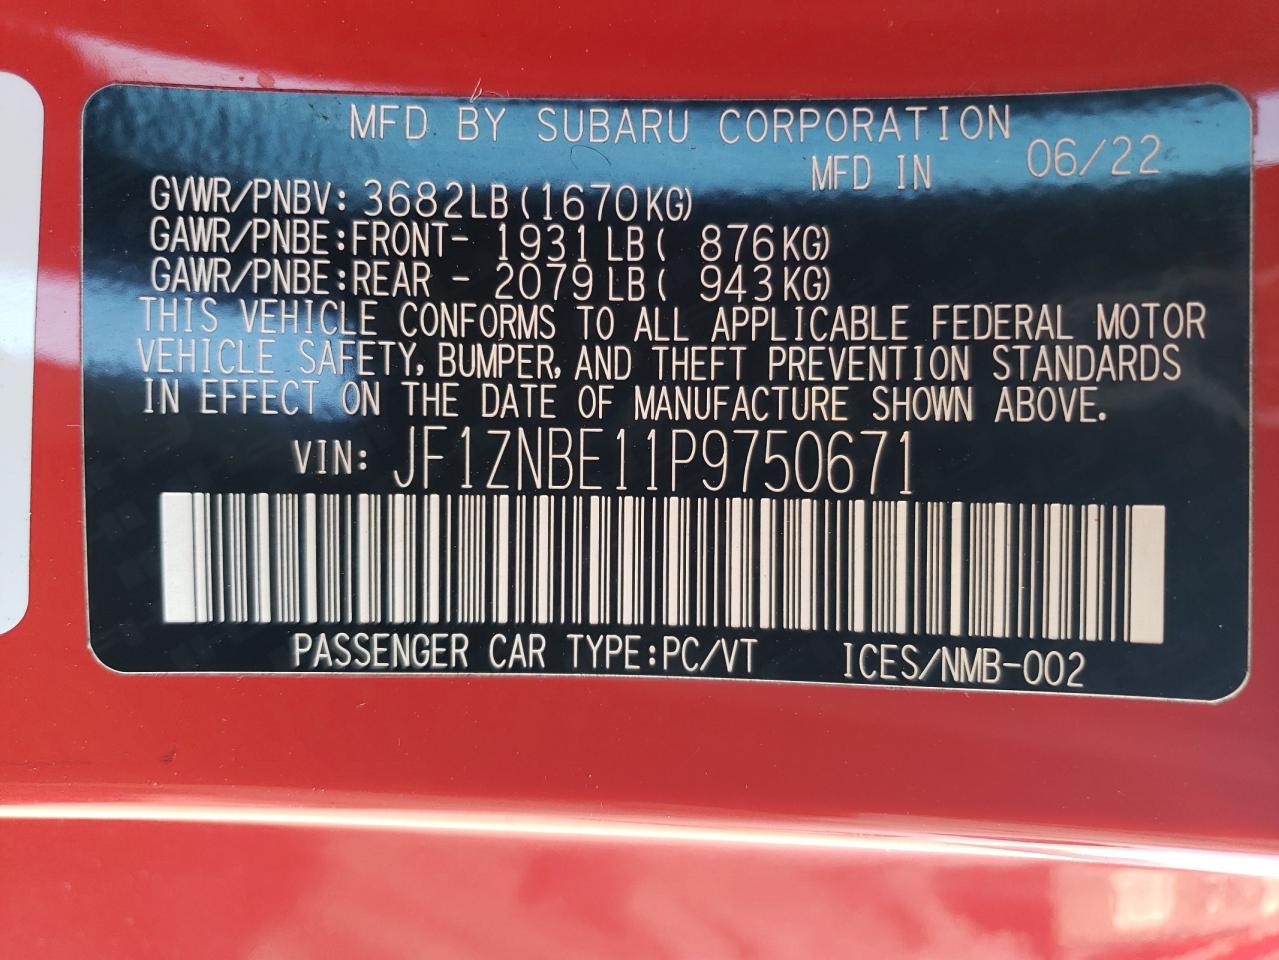 MFD BY SUBARU CORPORATION
MFD IN 06/22
GVWR/PNBV: 3682LB(1670KG)
GAWR/PNBE:FRONT- 1931LB( 876KG)
GAWR/PNBE:REAR - 2079LB( 943KG)
THIS VEHICLE CONFORMS TO ALL APPLICABLE FEDERAL MOTOR
VEHICLE SAFETY, BUMPER, AND THEFT PREVENTION STANDARDS
IN EFFECT ON THE DATE OF MANUFACTURE SHOWN ABOVE.
VIN: JF1ZNBE11P9750671
PASSENGER CAR TYPE:PC/VT ICES/NMB-002